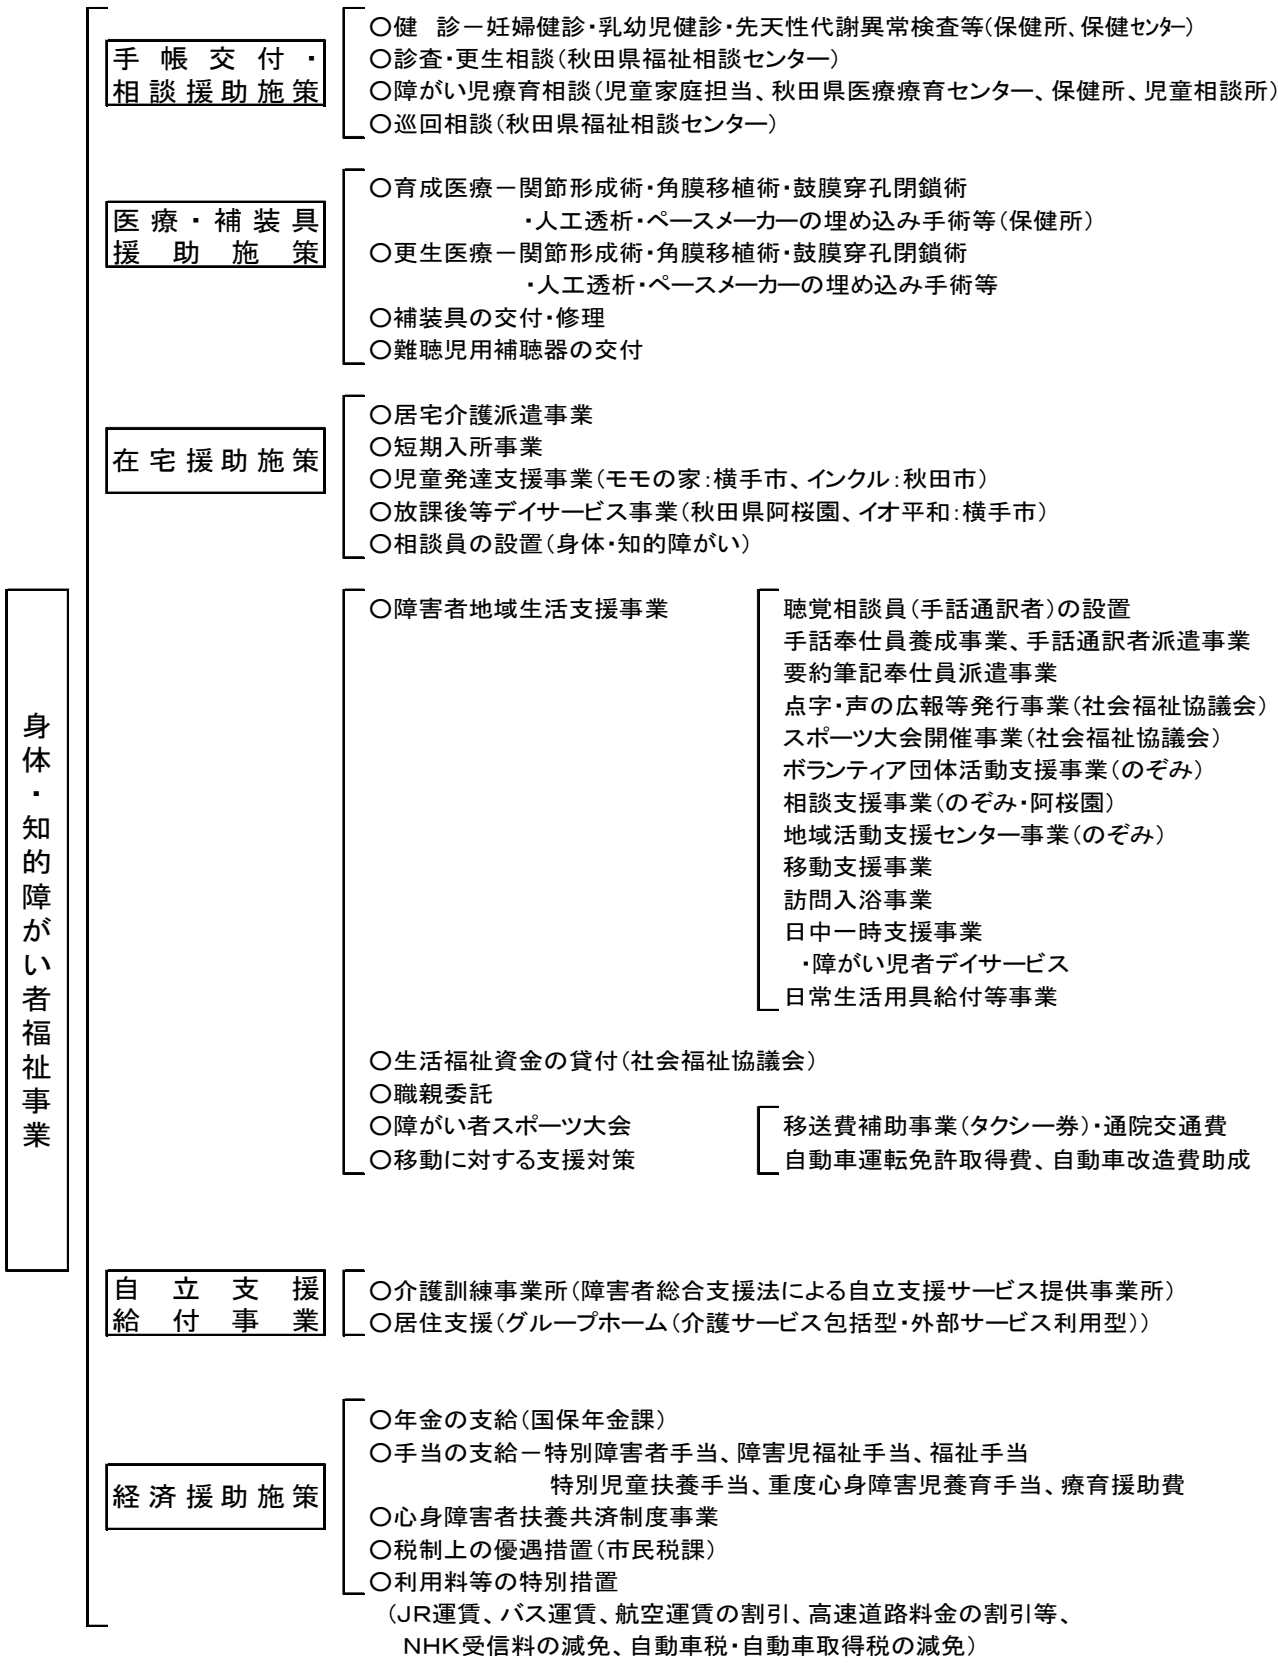 身体・知的障がい者福祉事業
手帳交付・
相談援助施策
○健　診－妊婦健診・乳幼児健診・先天性代謝異常検査等（保健所、保健センター）
○診査・更生相談（秋田県福祉相談センター）
○障がい児療育相談（児童家庭担当、秋田県医療療育センター、保健所、児童相談所）
○巡回相談（秋田県福祉相談センター）
医療・補装具
援助施策
○育成医療－関節形成術・角膜移植術・鼓膜穿孔閉鎖術
・人工透析・ペースメーカーの埋め込み手術等（保健所）
○更生医療－関節形成術・角膜移植術・鼓膜穿孔閉鎖術
・人工透析・ペースメーカーの埋め込み手術等
○補装具の交付・修理
○難聴児用補聴器の交付
在宅援助施策
○居宅介護派遣事業
○短期入所事業
○児童発達支援事業（モモの家：横手市、インクル：秋田市）
○放課後等デイサービス事業（秋田県阿桜園、イオ平和：横手市）
○相談員の設置（身体・知的障がい）
○障害者地域生活支援事業
聴覚相談員（手話通訳者）の設置
手話奉仕員養成事業、手話通訳者派遣事業
要約筆記奉仕員派遣事業
点字・声の広報等発行事業（社会福祉協議会）
スポーツ大会開催事業（社会福祉協議会）
ボランティア団体活動支援事業（のぞみ）
相談支援事業（のぞみ・阿桜園）
地域活動支援センター事業（のぞみ）
移動支援事業
訪問入浴事業
日中一時支援事業
・障がい児者デイサービス
日常生活用具給付等事業
○生活福祉資金の貸付（社会福祉協議会）
○職親委託
○障がい者スポーツ大会
○移動に対する支援対策
移送費補助事業（タクシー券）・通院交通費
自動車運転免許取得費、自動車改造費助成
自立支援
給付事業
○介護訓練事業所（障害者総合支援法による自立支援サービス提供事業所）
○居住支援（グループホーム（介護サービス包括型・外部サービス利用型））
経済援助施策
○年金の支給（国保年金課）
○手当の支給－特別障害者手当、障害児福祉手当、福祉手当
特別児童扶養手当、重度心身障害児養育手当、療育援助費
○心身障害者扶養共済制度事業
○税制上の優遇措置（市民税課）
○利用料等の特別措置
（ＪＲ運賃、バス運賃、航空運賃の割引、高速道路料金の割引等、
ＮＨＫ受信料の減免、自動車税・自動車取得税の減免）